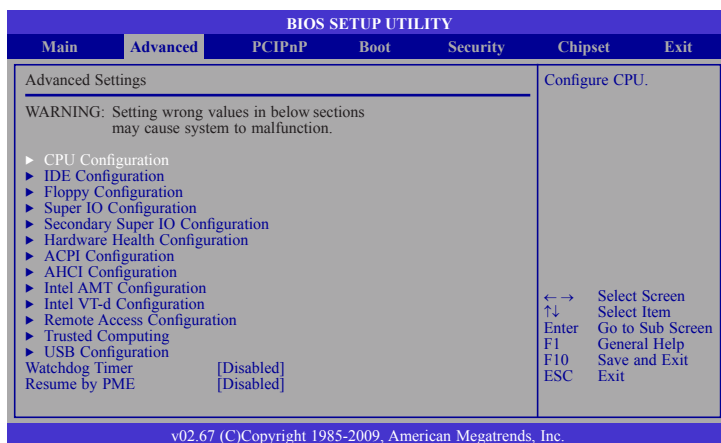 BIOS SETUP UTILITY
Main Advanced PCIPnP Boot Security Chipset Exit
Advanced Settings
WARNING: Setting wrong values in below sections
may cause system to malfunction.
► CPU Configuration
► IDE Configuration
► Floppy Configuration
► Super IO Configuration
► Secondary Super IO Configuration
► Hardware Health Configuration
► ACPI Configuration
► AHCI Configuration
► Intel AMT Configuration
► Intel VT-d Configuration
► Remote Access Configuration
► Trusted Computing
► USB Configuration
Watchdog Timer [Disabled]
Resume by PME [Disabled]
Configure CPU.
←→ Select Screen
↑↓ Select Item
Enter Go to Sub Screen
F1 General Help
F10 Save and Exit
ESC Exit
v02.67 (C)Copyright 1985-2009, American Megatrends, Inc.